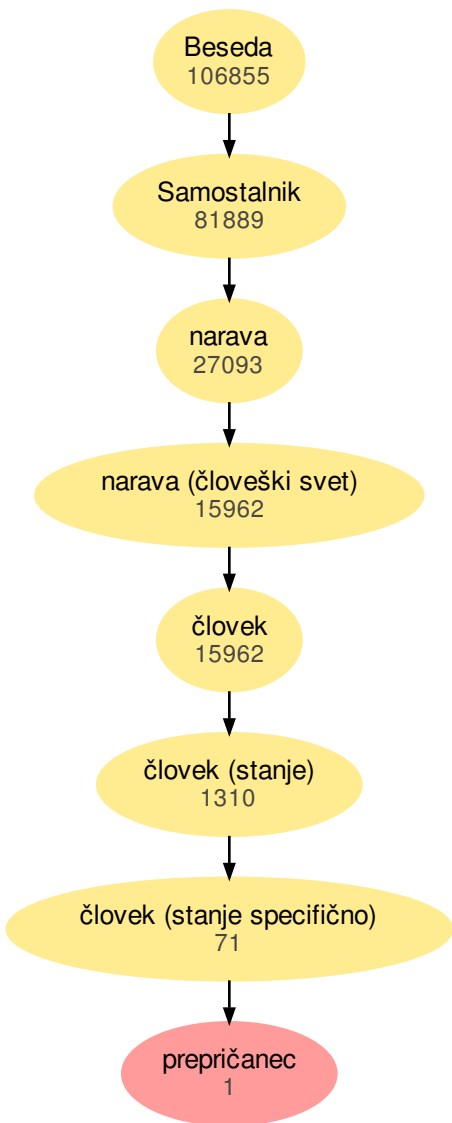 Beseda
106855
Samostalnik
81889
narava
27093
narava (človeški svet)
15962
človek
15962
človek (stanje)
1310
človek (stanje specifično)
71
prepričanec
1